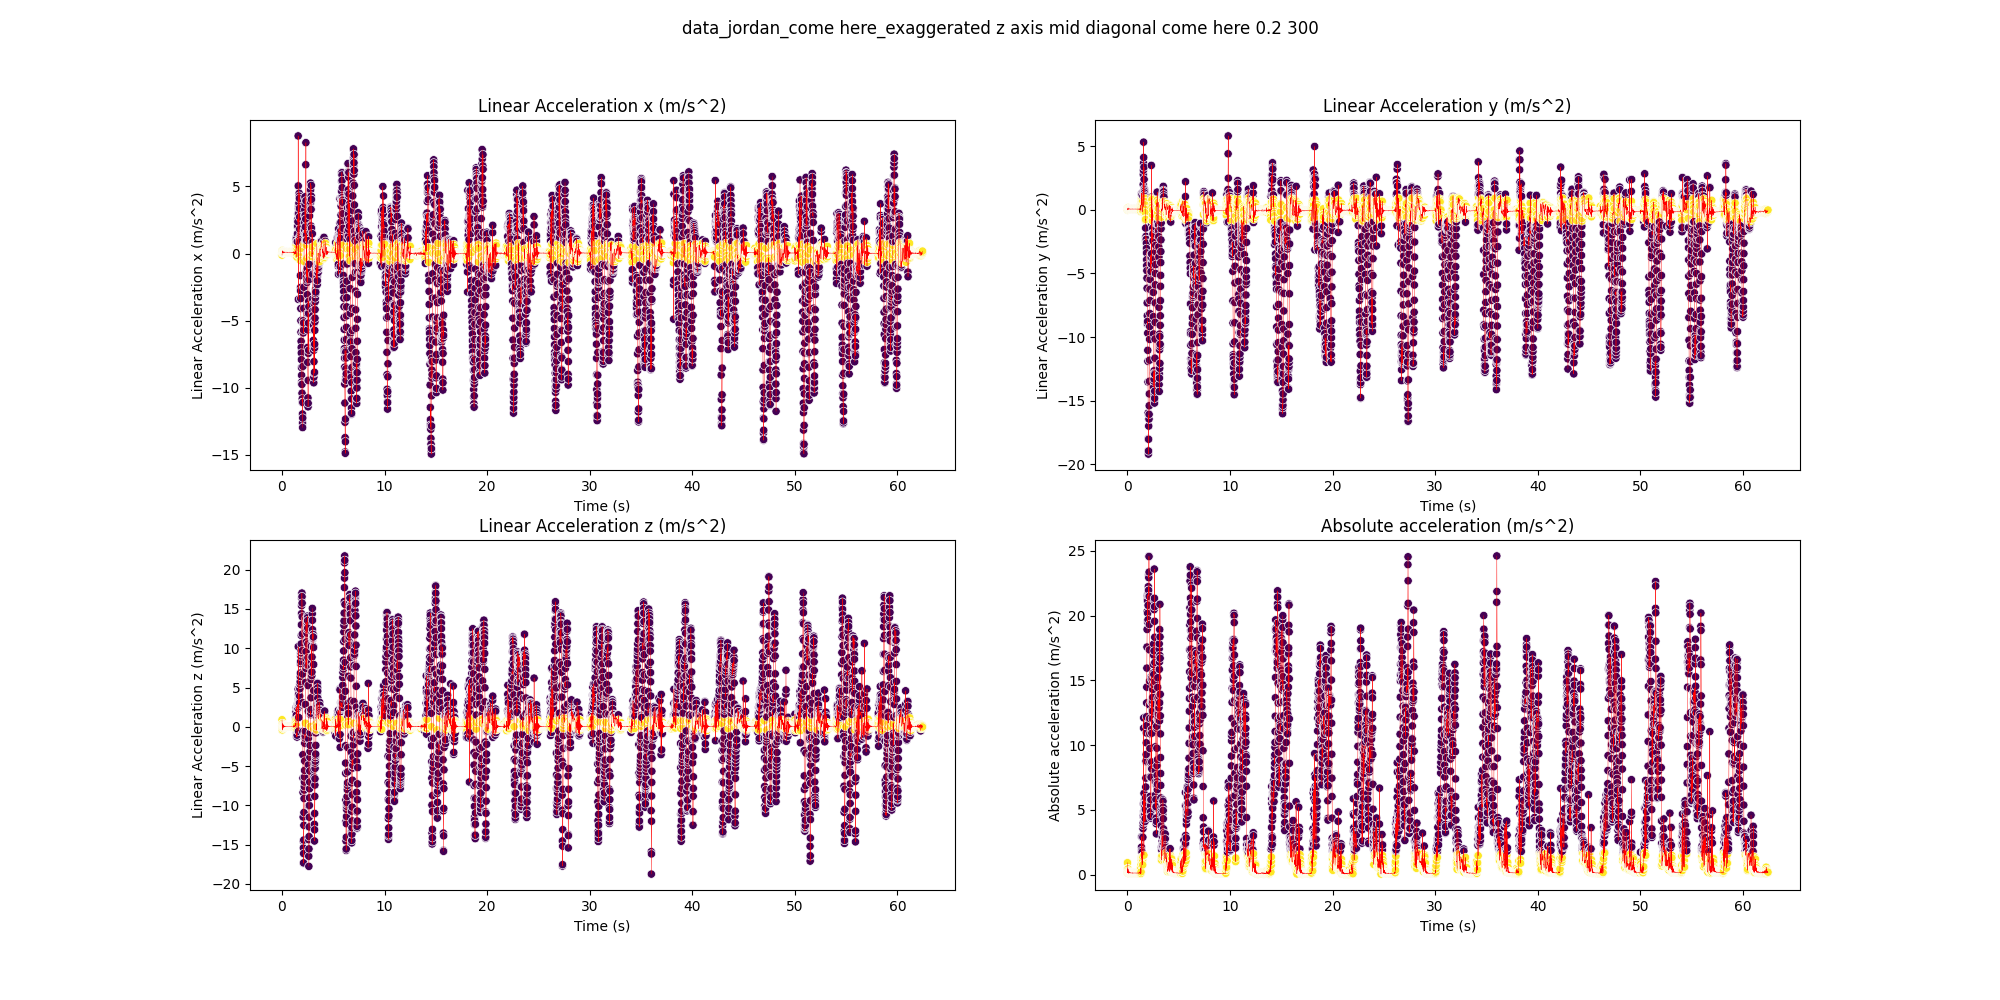 data_jordan_come here_exaggerated z axis mid diagonal come here 0.2 300
Linear Acceleration x (m/s^2)
Linear Acceleration x (m/s^2)
5
0
−5
−10
−15
0 10 20 30 40 50 60
Time (s)
Linear Acceleration y (m/s^2)
Linear Acceleration y (m/s^2)
5
0
−5
−10
−15
−20
0 10 20 30 40 50 60
Time (s)
Linear Acceleration z (m/s^2)
Linear Acceleration z (m/s^2)
20
15
10
5
0
−5
−10
−15
−20
0 10 20 30 40 50 60
Time (s)
Absolute acceleration (m/s^2)
Absolute acceleration (m/s^2)
25
20
15
10
5
0
0 10 20 30 40 50 60
Time (s)